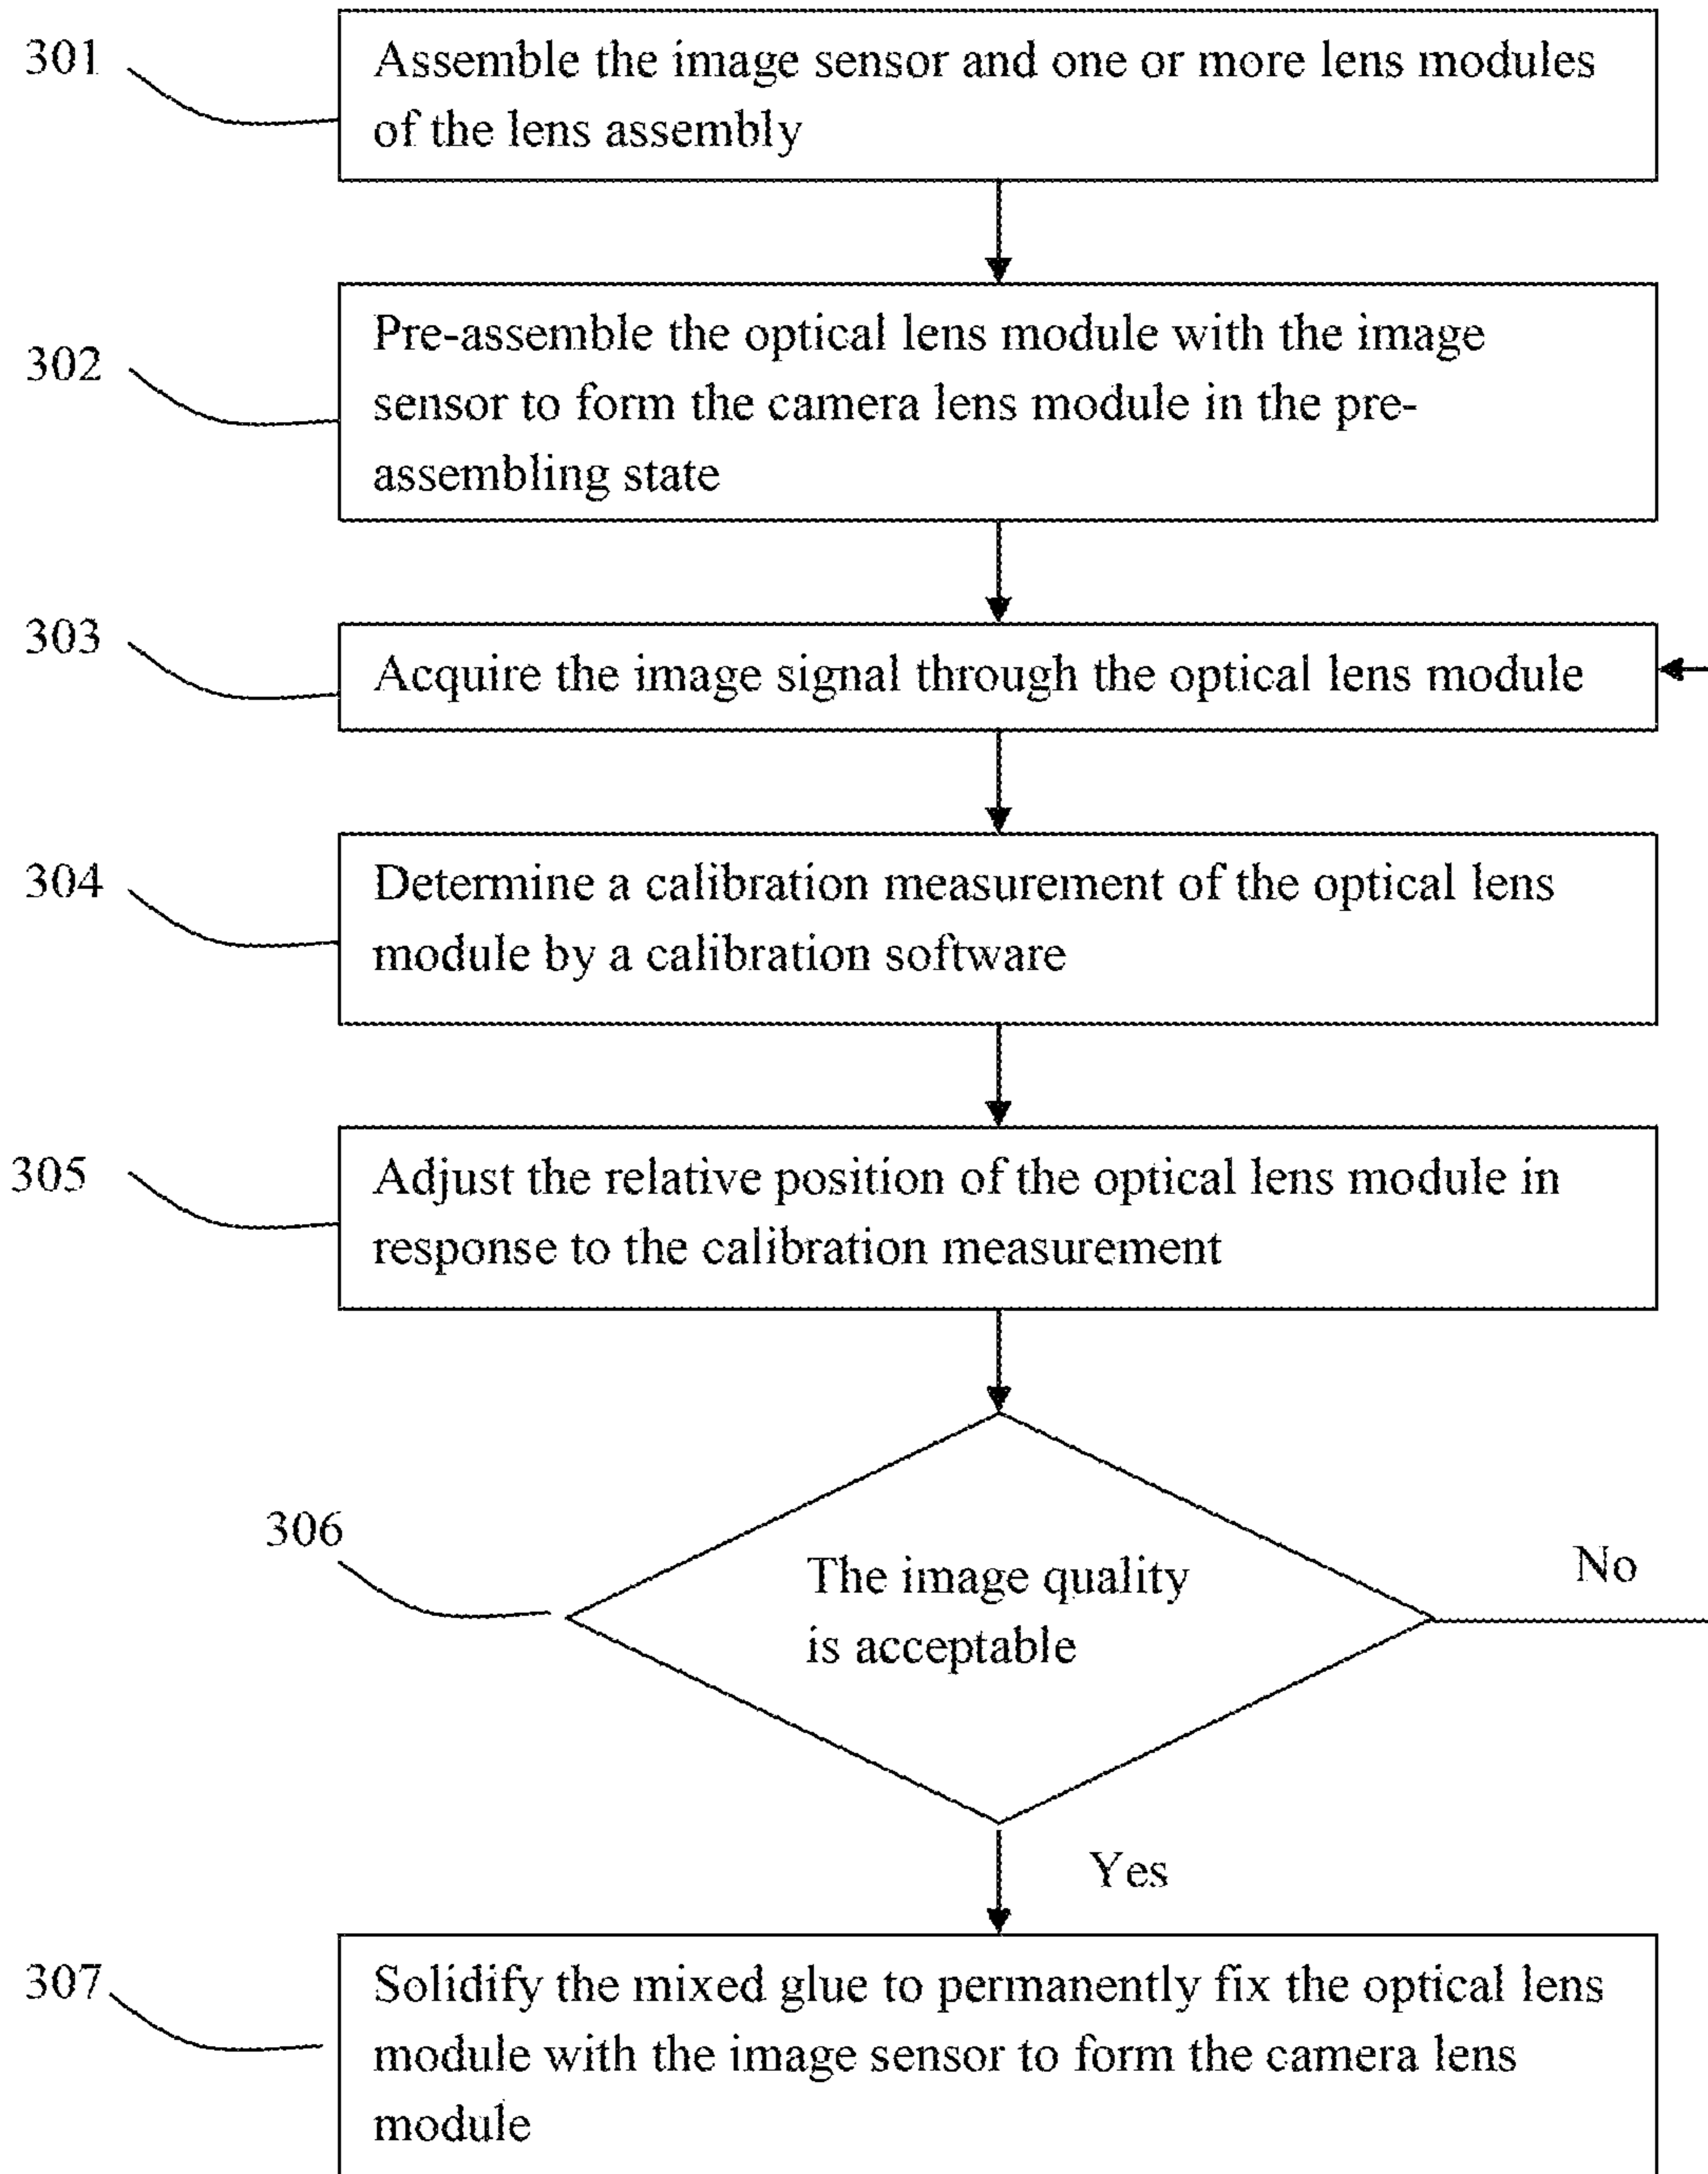 301
Assemble the image sensor and one or more lens modules
of the lens assembly
302
Pre-assemble the optical lens module with the image
sensor to form the camera lens module in the pre-
assembling state
303
Acquire the image signal through the optical lens module
304
Determine a calibration measurement of the optical lens
module by a calibration software
305
Adjust the relative position of the optical lens module in
response to the calibration measurement
306
The image quality
is acceptable
No
Yes
307
Solidify the mixed glue to permanently fix the optical lens
module with the image sensor to form the camera lens
module